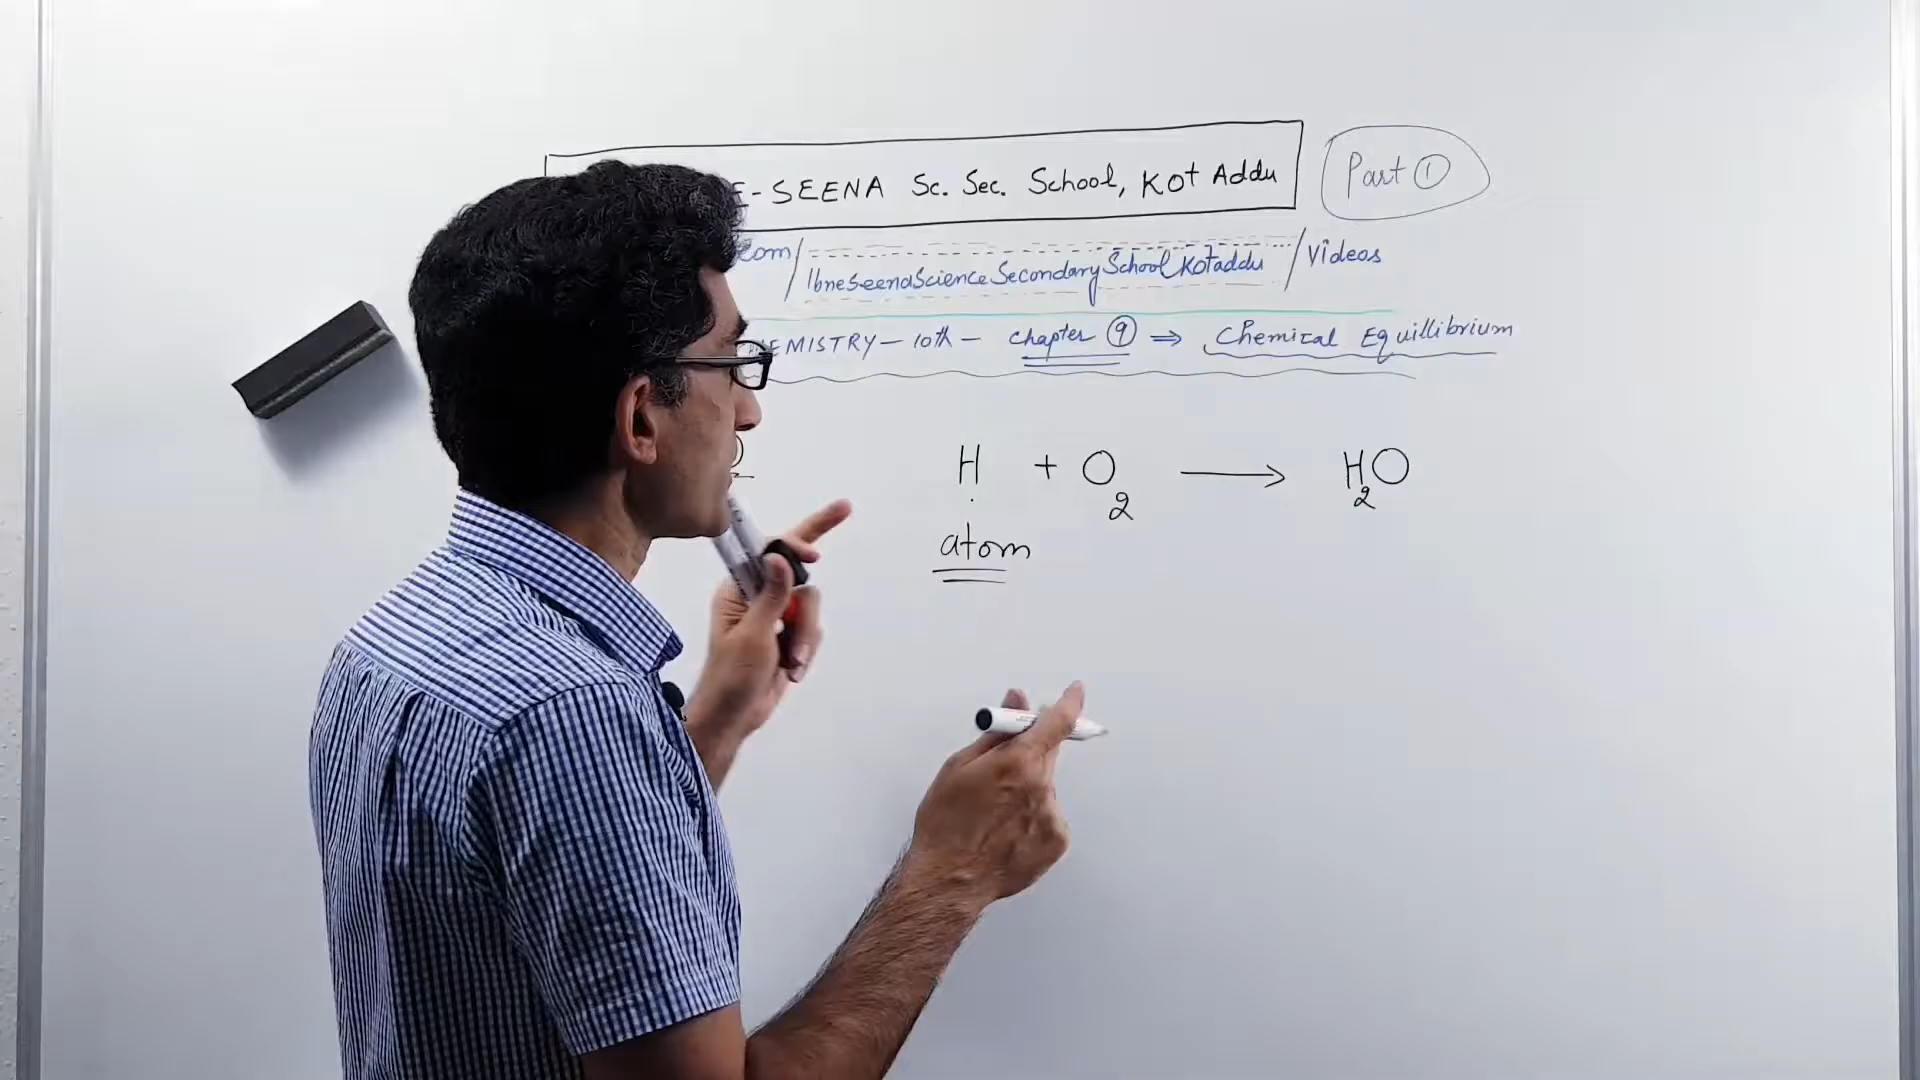 E-SEENA Sc. Sec. School, Kot Addu
Part ①
com/IbneSeenaScienceSecondarySchoolKotaddu/Videos
EMISTRY - 10th - Chapter ⑨ ⇒ Chemical Equillibrium
H + O₂ ⟶ H₂O
atom